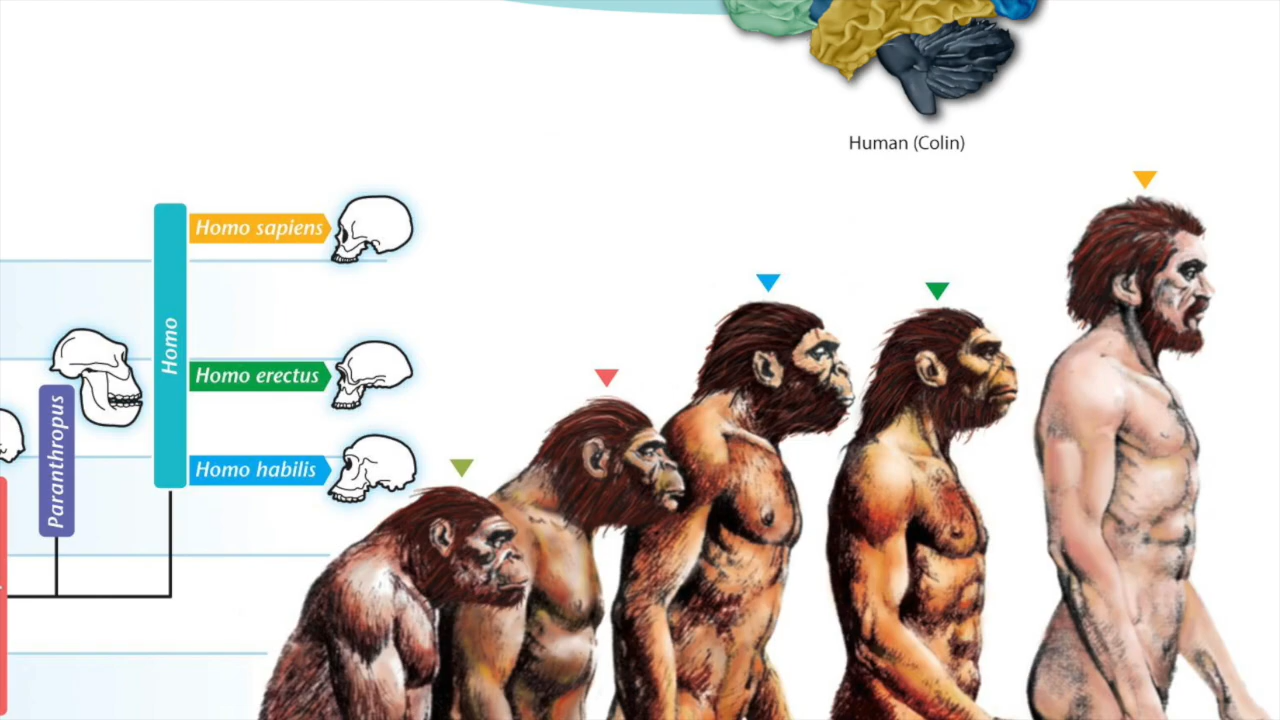 Human (Colin)
Homo sapiens
Homo
Homo erectus
Paranthropus
Homo habilis